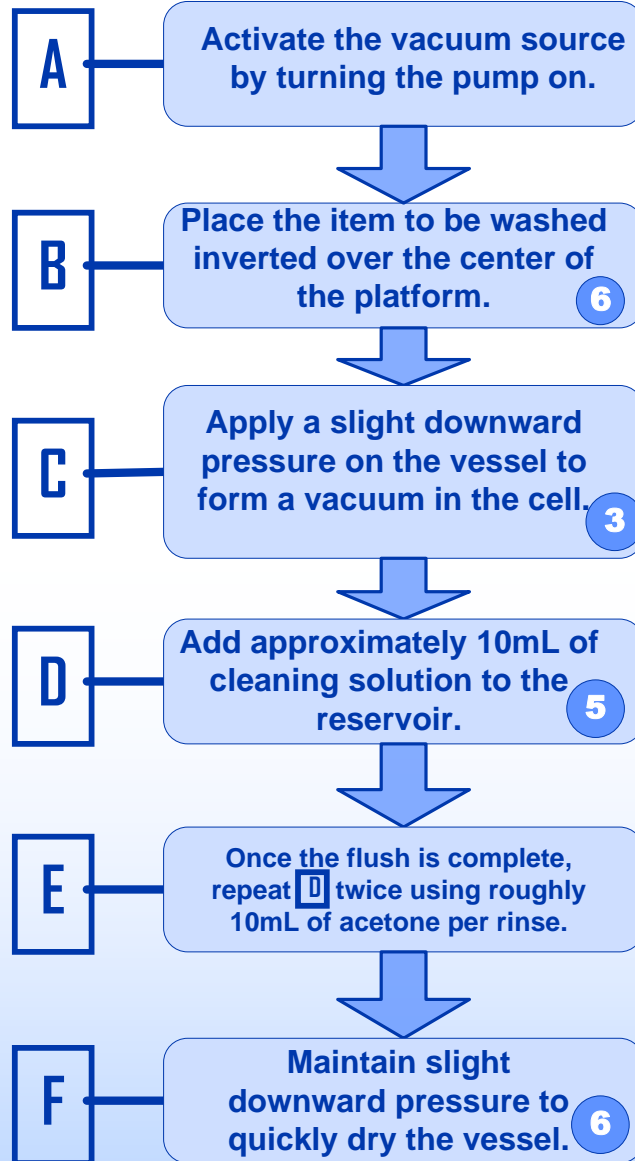 A
Activate the vacuum source
by turning the pump on.
B
Place the item to be washed
inverted over the center of
the platform.
6
C
Apply a slight downward
pressure on the vessel to
form a vacuum in the cell.
3
D
Add approximately 10mL of
cleaning solution to the
reservoir.
5
E
Once the flush is complete,
repeat D twice using roughly
10mL of acetone per rinse.
F
Maintain slight
downward pressure to
quickly dry the vessel.
6